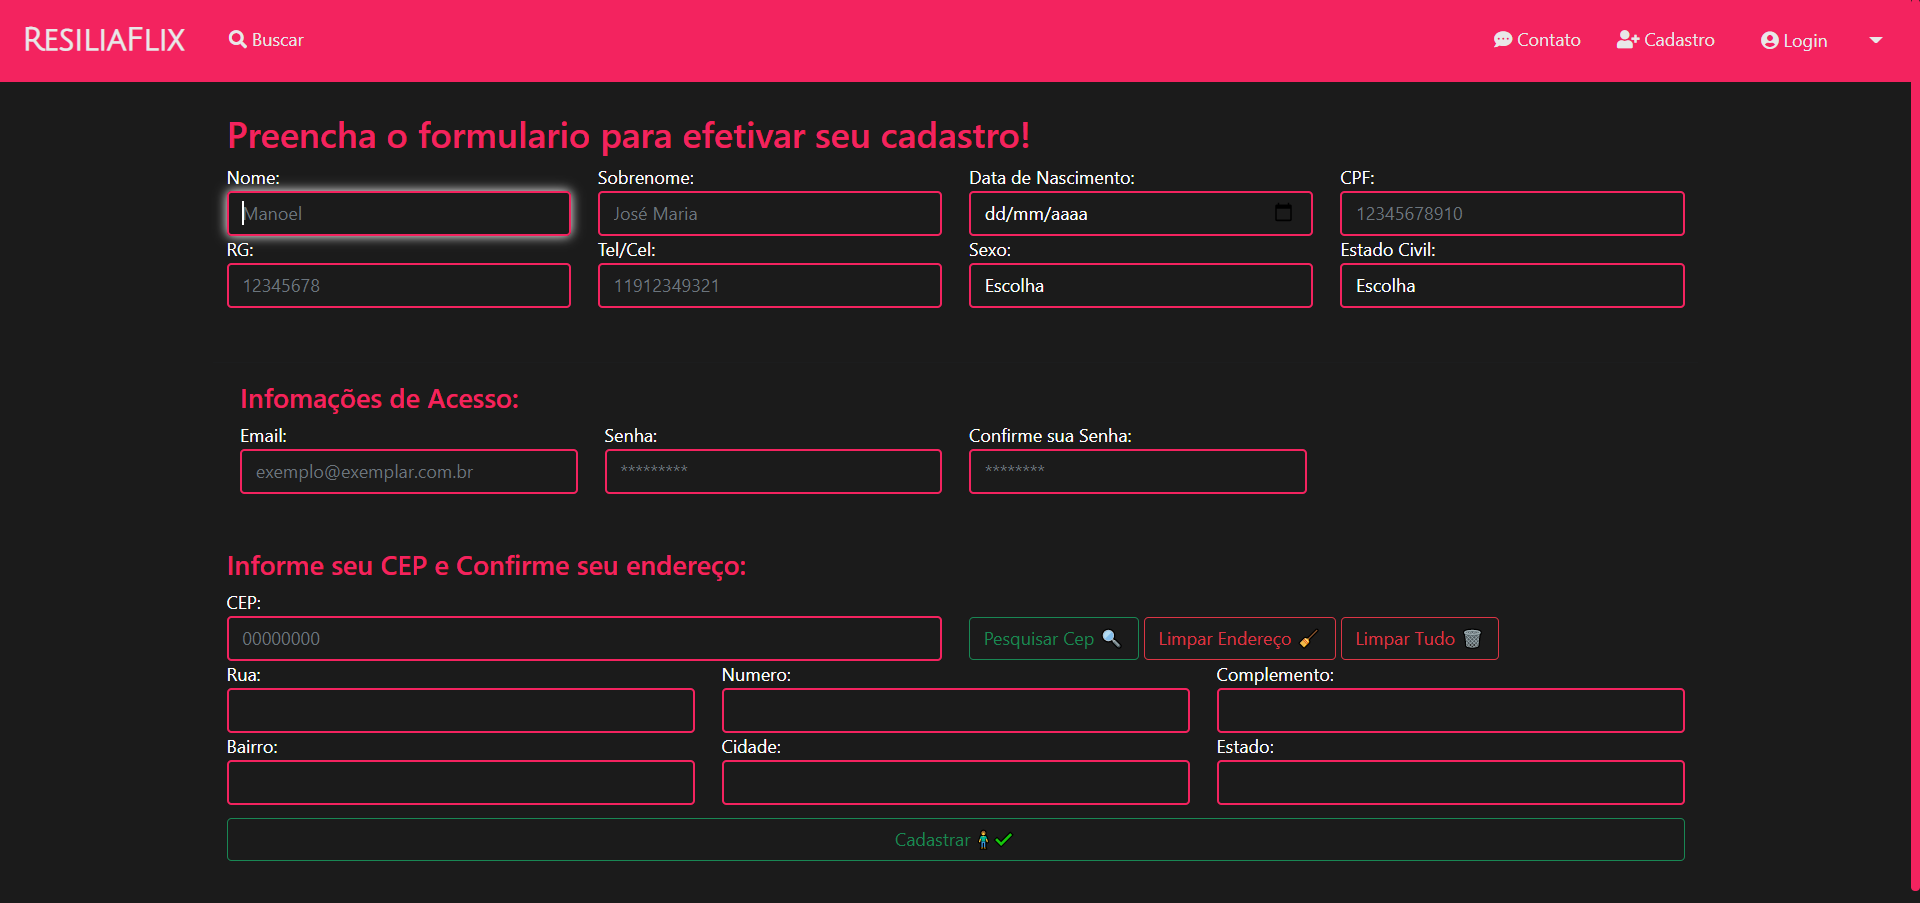 ResiliaFlix Buscar Contato Cadastro Login
Preencha o formulario para efetivar seu cadastro!
Nome: Sobrenome: Data de Nascimento: CPF:
Manoel José Maria dd/mm/aaaa 12345678910
RG: Tel/Cel: Sexo: Estado Civil:
12345678 11912349321 Escolha Escolha
Infomações de Acesso:
Email: Senha: Confirme sua Senha:
exemplo@exemplar.com.br ********* ********
Informe seu CEP e Confirme seu endereço:
CEP:
00000000 Pesquisar Cep 🔍 Limpar Endereço 🧹 Limpar Tudo 🗑️
Rua: Numero: Complemento:
Bairro: Cidade: Estado:
Cadastrar 🧍‍♂️✔